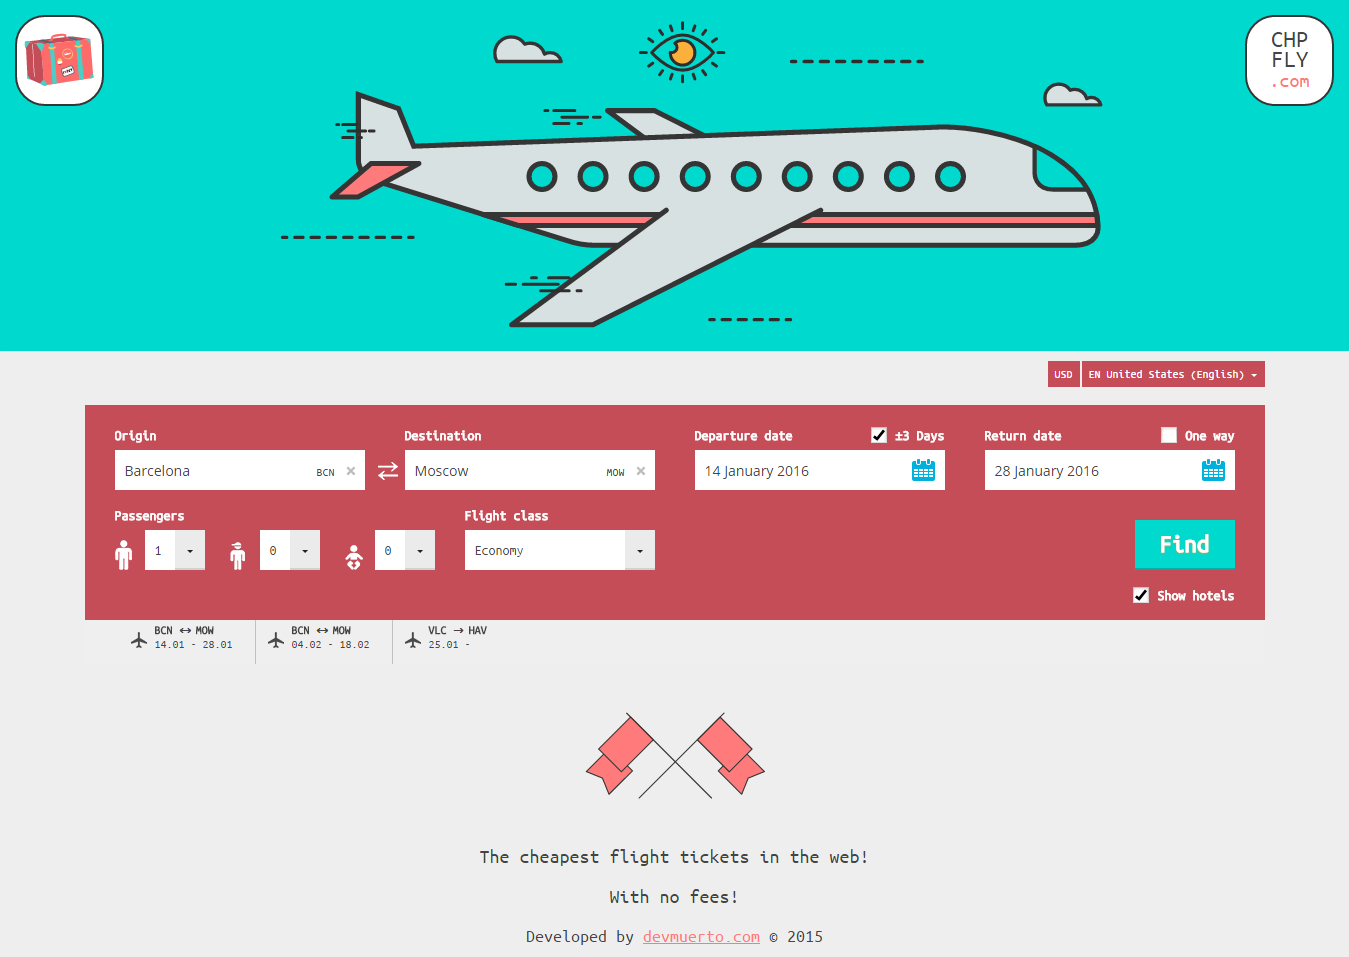 CHP
FLY
.com
USD EN United States (English)
Origin Destination Departure date ±3 Days Return date One way
Barcelona BCN Moscow MOW 14 January 2016 28 January 2016
Passengers Flight class
1 0 0 Economy Find
Show hotels
BCN ↔ MOW BCN ↔ MOW VLC → HAV
14.01 - 28.01 04.02 - 18.02 25.01 -
The cheapest flight tickets in the web!
With no fees!
Developed by devmuerto.com © 2015